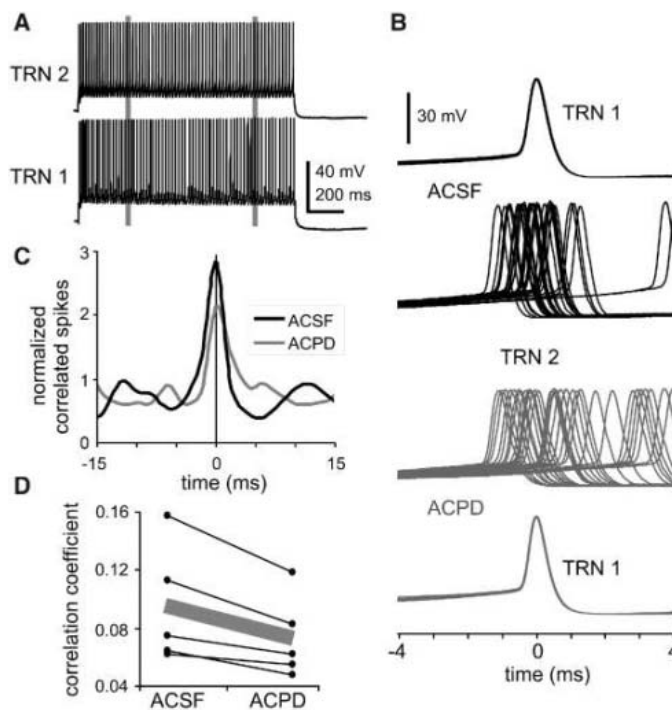 A
TRN 2
TRN 1
40 mV
200 ms
B
30 mV
TRN 1
ACSF
TRN 2
ACPD
TRN 1
-4
0
4
time (ms)
C
normalized
correlated spikes
3
2
1
0
ACSF
ACPD
-15
0
15
time (ms)
D
correlation coefficient
0.16
0.12
0.08
0.04
ACSF
ACPD